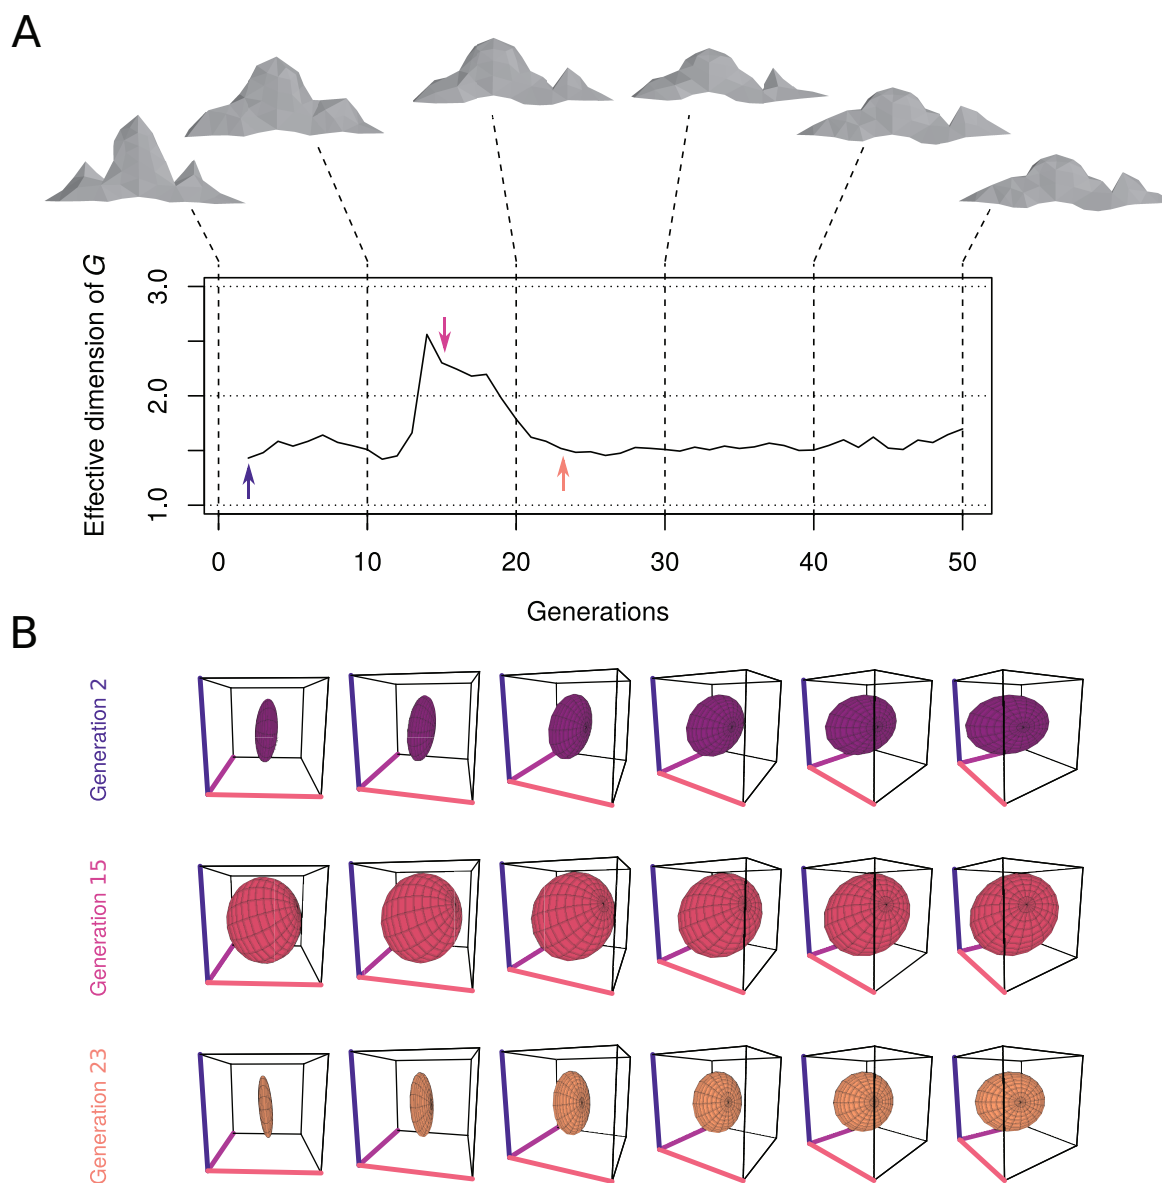 A
Effective dimension of G
3.0
2.0
1.0
0 10 20 30 40 50
Generations
B
Generation 2
Generation 15
Generation 23